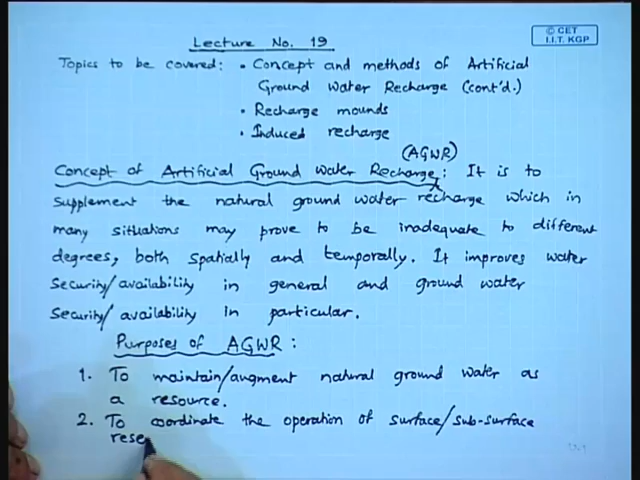 Lecture No. 19
© CET
I.I.T. KGP
Topics to be covered: • Concept and methods of Artificial
Ground Water Recharge (cont'd.)
• Recharge mounds
• Induced recharge
(AGWR)
Concept of Artificial Ground Water Recharge: It is to
supplement the natural ground water recharge which in
many situations may prove to be inadequate to different
degrees, both spatially and temporally. It improves water
security/availability in general and ground water
security/availability in particular.
Purposes of AGWR:
1. To maintain/augment natural ground water as
a resource.
2. To coordinate the operation of surface/sub-surface
rese